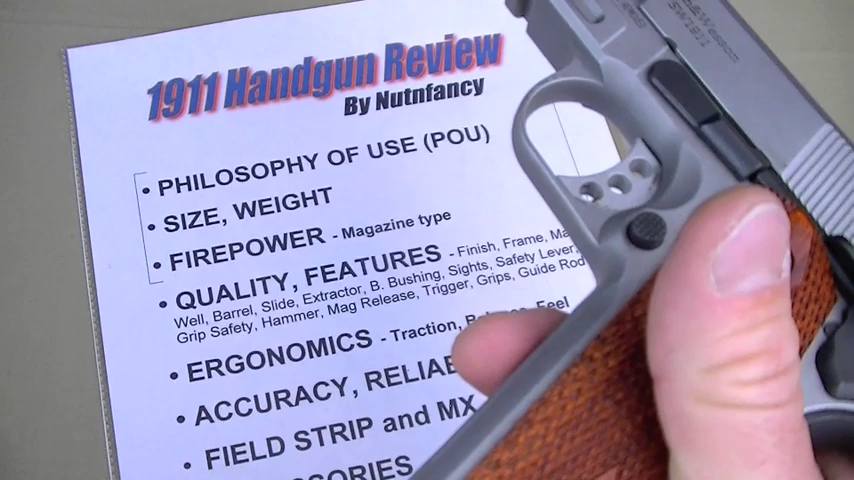 1911 Handgun Review
By Nutnfancy
• PHILOSOPHY OF USE (POU)
• SIZE, WEIGHT
• FIREPOWER - Magazine type
• QUALITY, FEATURES - Finish, Frame,
Well, Barrel, Slide, Extractor, B. Bushing, Sights, Safety Lever,
Grip Safety, Hammer, Mag Release, Trigger, Grips, Guide Rod
• ERGONOMICS - Traction, Feel
• ACCURACY,
• FIELD STRIP and MX
SW1911